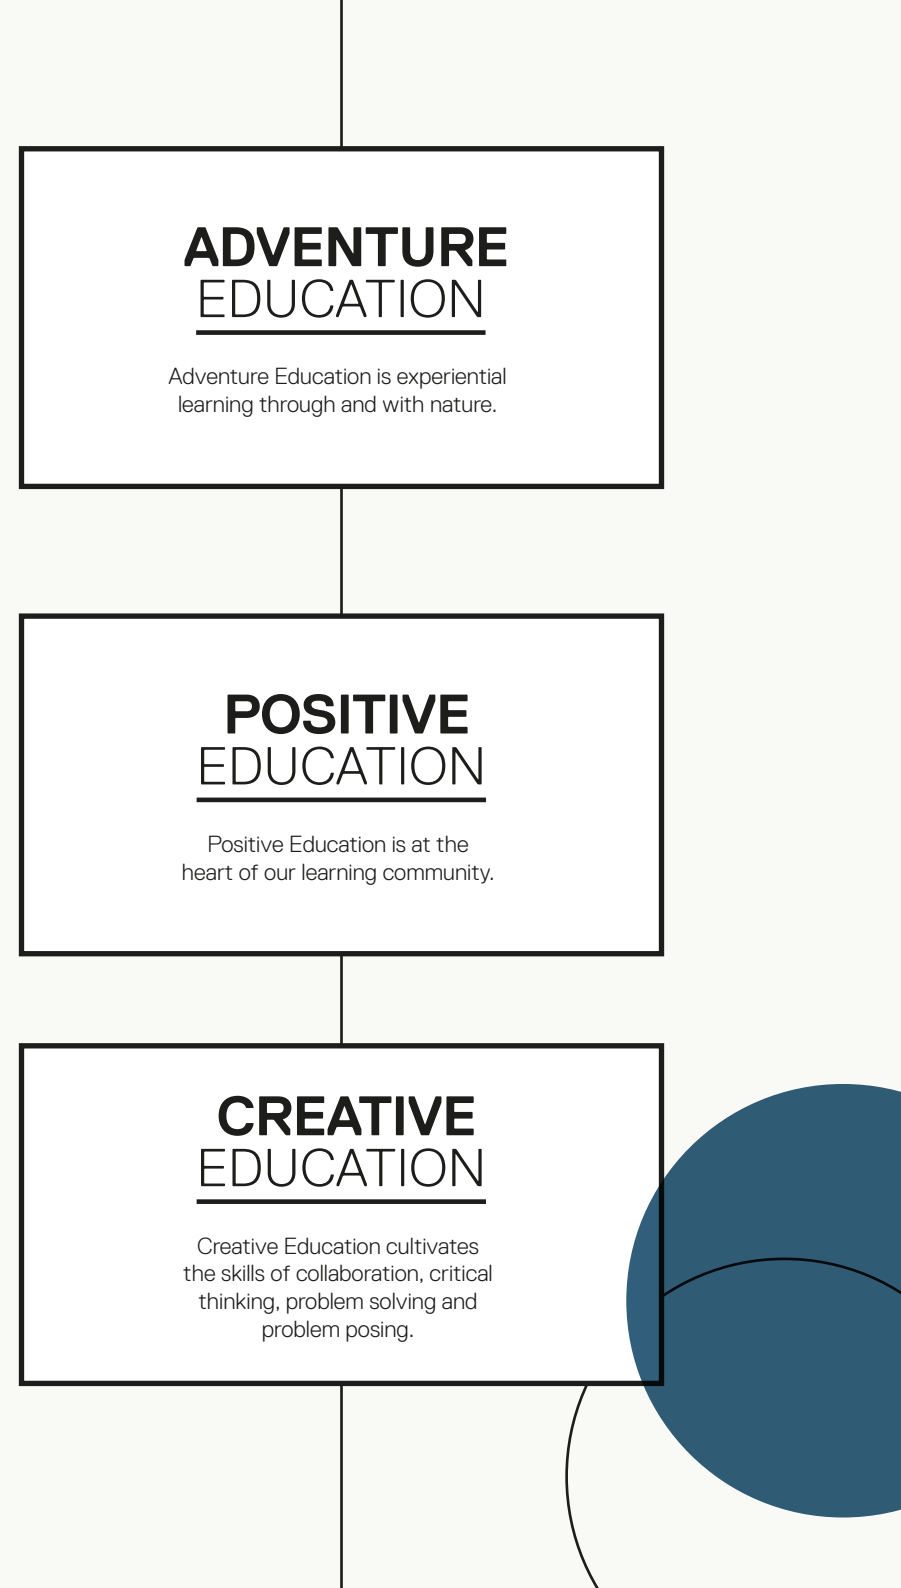 ADVENTURE
EDUCATION
Adventure Education is experiential
learning through and with nature.
POSITIVE
EDUCATION
Positive Education is at the
heart of our learning community.
CREATIVE
EDUCATION
Creative Education cultivates
the skills of collaboration, critical
thinking, problem solving and
problem posing.